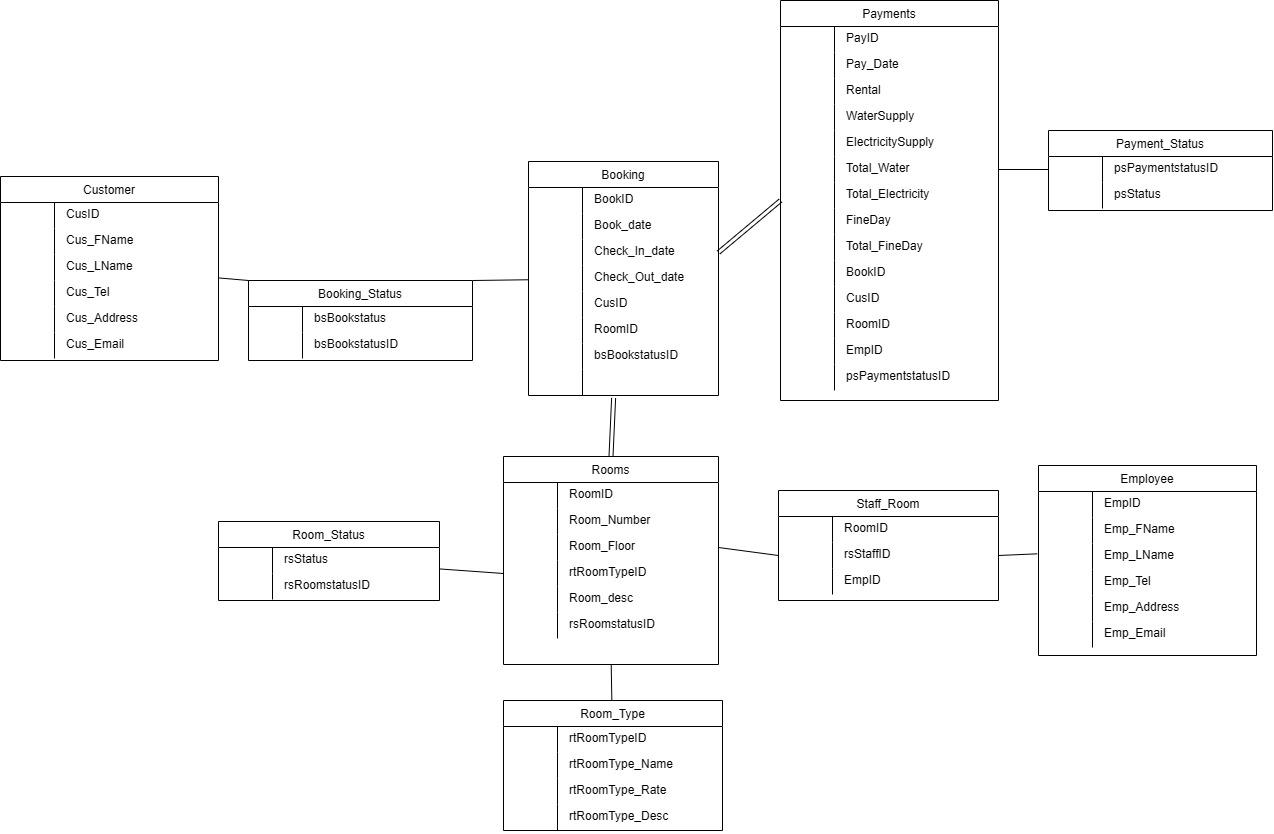 Payments
PayID
Pay_Date
Rental
WaterSupply
ElectricitySupply
Total_Water
Total_Electricity
FineDay
Total_FineDay
BookID
CusID
RoomID
EmpID
psPaymentstatusID
Payment_Status
psPaymentstatusID
psStatus
Booking
BookID
Book_date
Check_In_date
Check_Out_date
CusID
RoomID
bsBookstatusID
Customer
CusID
Cus_FName
Cus_LName
Cus_Tel
Cus_Address
Cus_Email
Booking_Status
bsBookstatus
bsBookstatusID
Rooms
RoomID
Room_Number
Room_Floor
rtRoomTypeID
Room_desc
rsRoomstatusID
Staff_Room
RoomID
rsStaffID
EmpID
Employee
EmpID
Emp_FName
Emp_LName
Emp_Tel
Emp_Address
Emp_Email
Room_Status
rsStatus
rsRoomstatusID
Room_Type
rtRoomTypeID
rtRoomType_Name
rtRoomType_Rate
rtRoomType_Desc